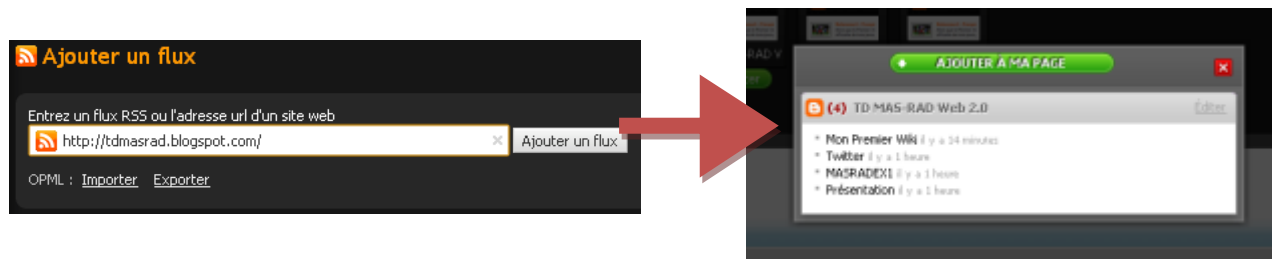 Ajouter un flux
Entrez un flux RSS ou l'adresse url d'un site web
http://tdmasrad.blogspot.com/
Ajouter un flux
OPML : Importer Exporter
RAD V
AJOUTER À MA PAGE
(4) TD MAS-RAD Web 2.0 Éditer
Mon Premier Wiki il y a 14 minutes
Twitter il y a 1 heure
MASRADEX1 il y a 1 heure
Présentation il y a 1 heure